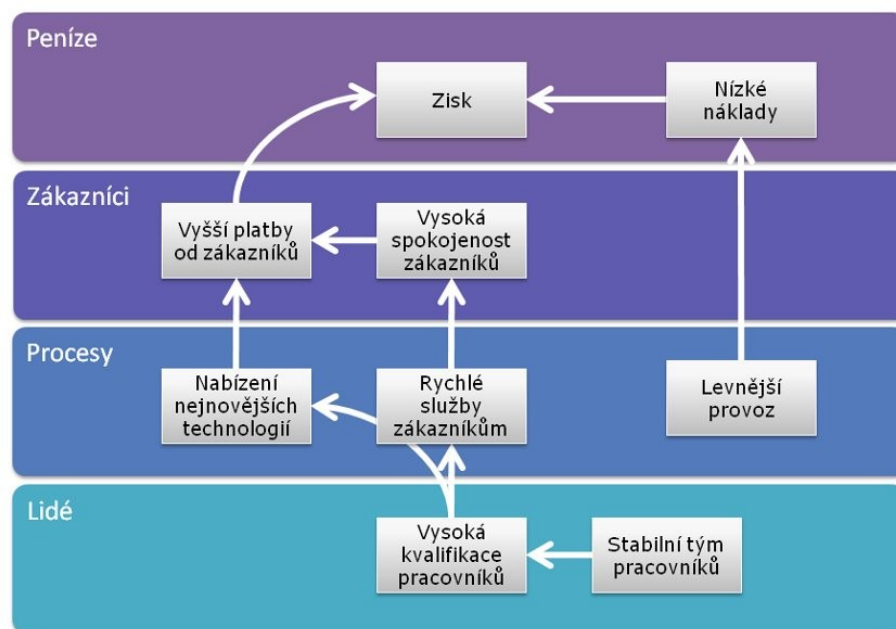 Peníze
Zisk
Nízké
náklady
Zákazníci
Vyšší platby
od zákazníků
Vysoká
spokojenost
zákazníků
Procesy
Nabízení
nejnovějších
technologií
Rychlé
služby
zákazníkům
Levnější
provoz
Lidé
Vysoká
kvalifikace
pracovníků
Stabilní tým
pracovníků